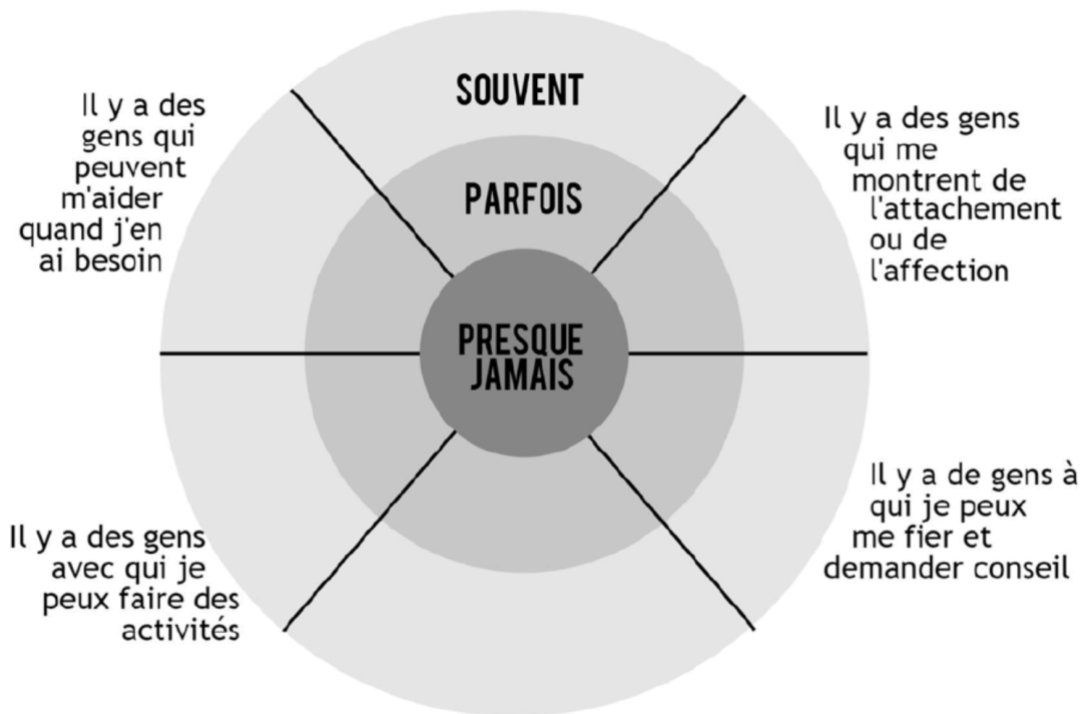 SOUVENT
PARFOIS
PRESQUE
JAMAIS
Il y a des
gens qui
peuvent
m'aider
quand j'en
ai besoin
Il y a des gens
qui me
montrent de
l'attachement
ou de
l'affection
Il y a des gens
avec qui je
peux faire des
activités
Il y a de gens à
qui je peux
me fier et
demander conseil